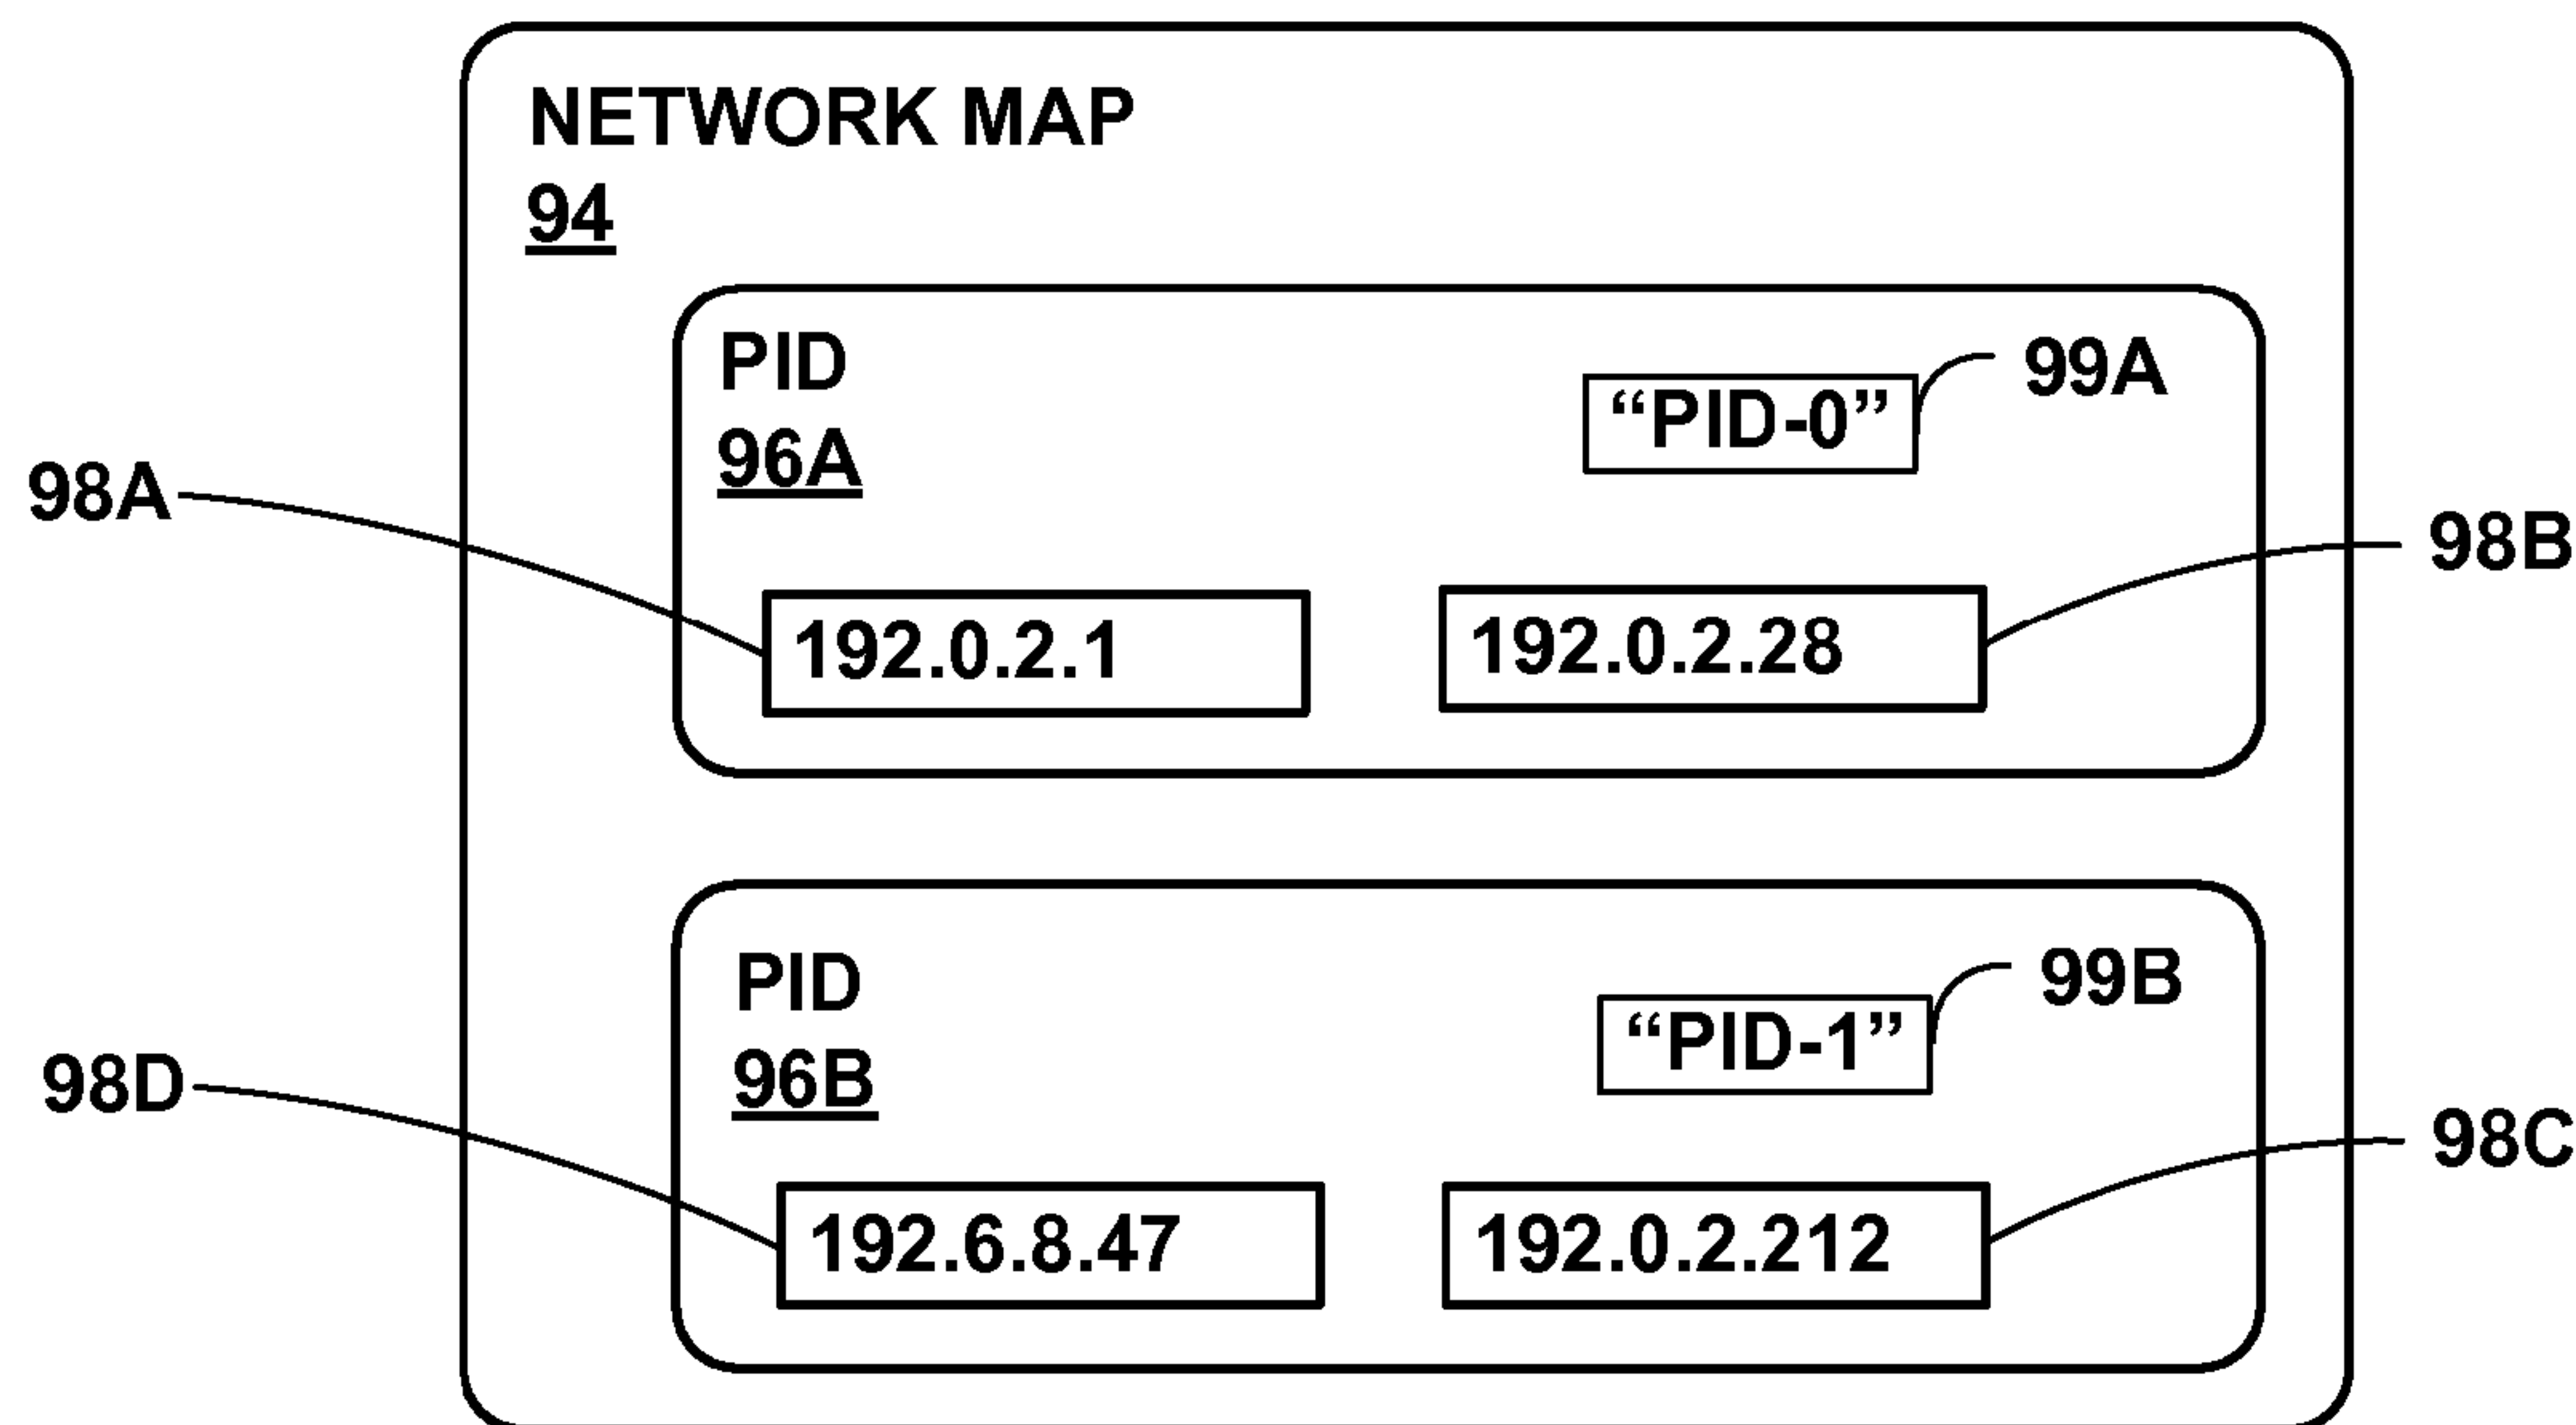 NETWORK MAP
94
PID
96A
“PID-0”
99A
98A
98B
192.0.2.1
192.0.2.28
PID
96B
“PID-1”
99B
98D
98C
192.6.8.47
192.0.2.212